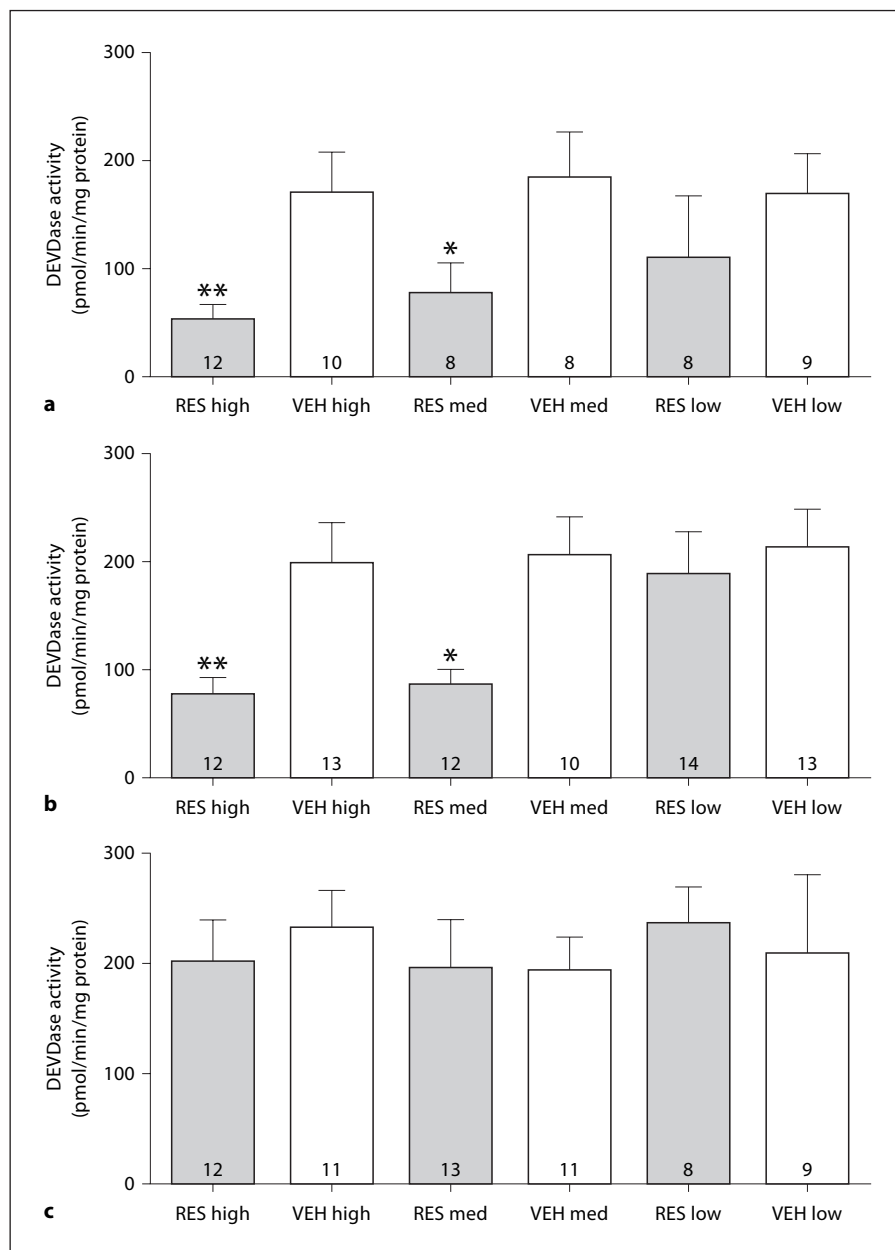 300
200
100
0
DEVDase activity
(pmol/min/mg protein)
** * 
12 10 8 8 8 9
RES high VEH high RES med VEH med RES low VEH low
a
300
200
100
0
DEVDase activity
(pmol/min/mg protein)
** *
12 13 12 10 14 13
RES high VEH high RES med VEH med RES low VEH low
b
300
200
100
0
DEVDase activity
(pmol/min/mg protein)
12 11 13 11 8 9
RES high VEH high RES med VEH med RES low VEH low
c